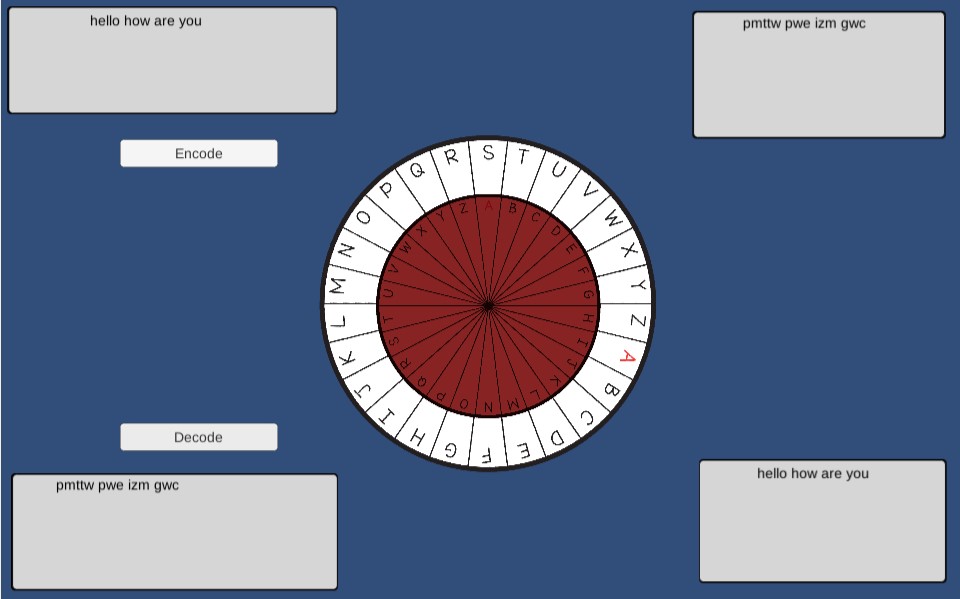 hello how are you
pmttw pwe izm gwc
Encode
S T U V W X Y Z A B C D E F G H I J K L M N O P Q R
A B C D E F G H I J K L M N O P Q R S T U V W X Y Z
Decode
pmttw pwe izm gwc
hello how are you